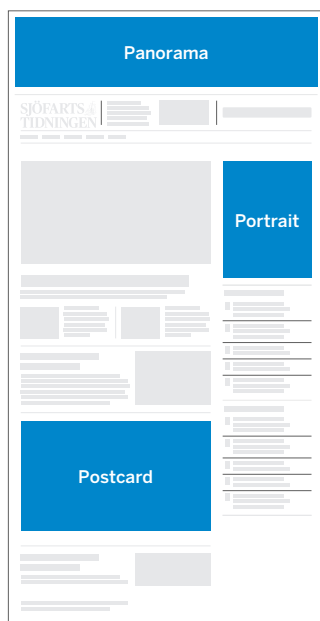 Panorama
SJÖFARTS
TIDNINGEN
Portrait
Postcard